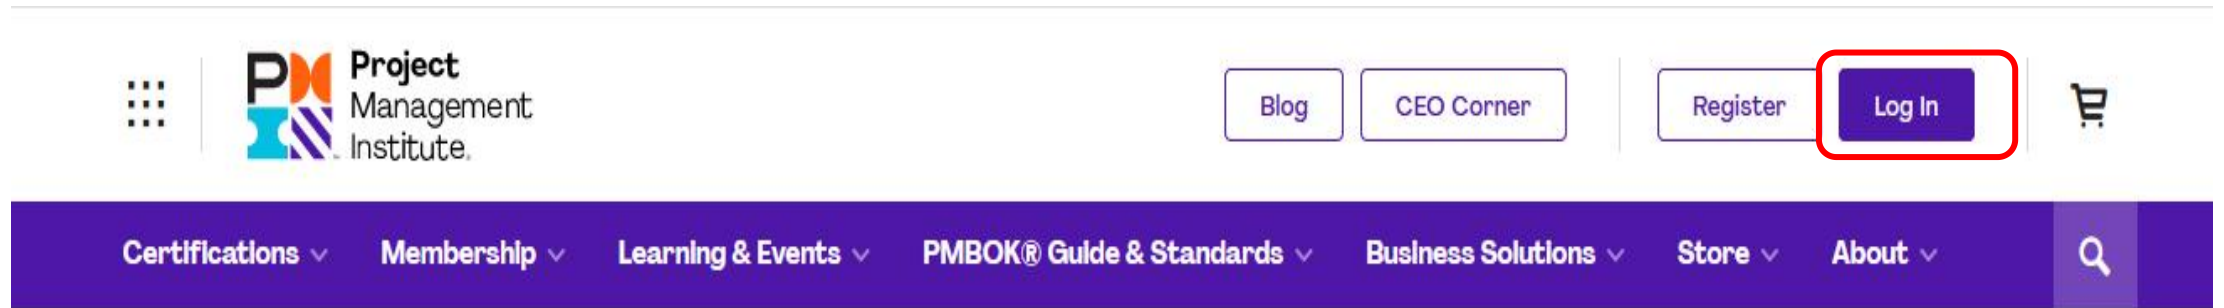 PM
Project
Management
Institute.
Blog
CEO Corner
Register
Log In
Certifications
Membership
Learning & Events
PMBOK® Guide & Standards
Business Solutions
Store
About